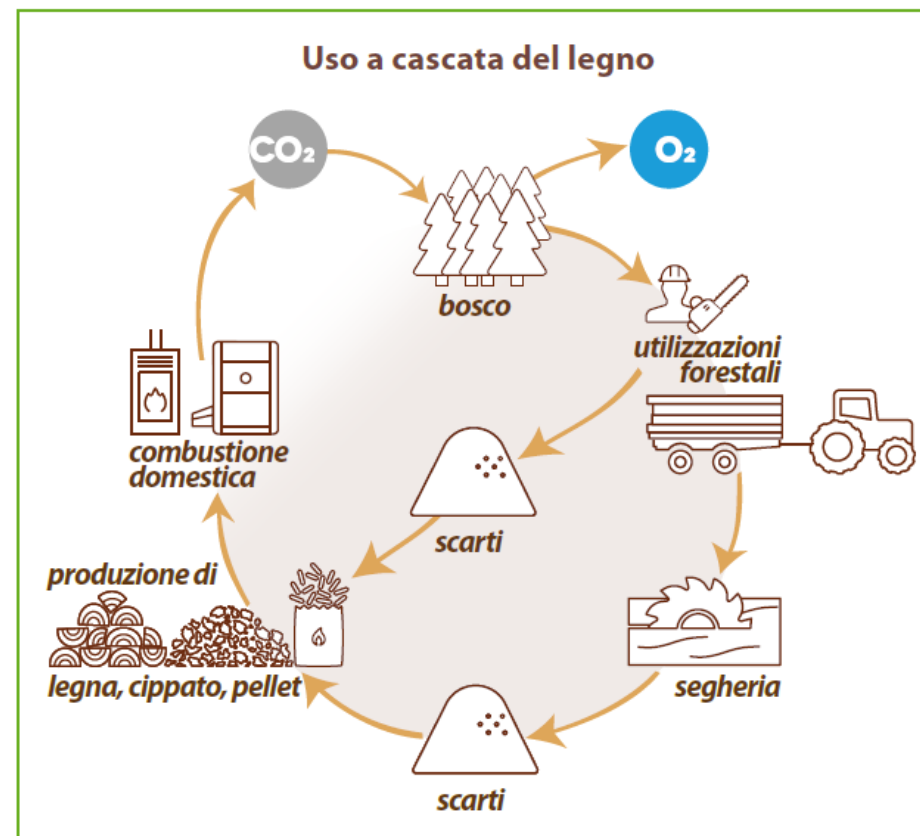 Uso a cascata del legno
CO₂
O₂
bosco
utilizzazioni
forestali
combustione
domestica
scarti
produzione di
legna, cippato, pellet
segheria
scarti